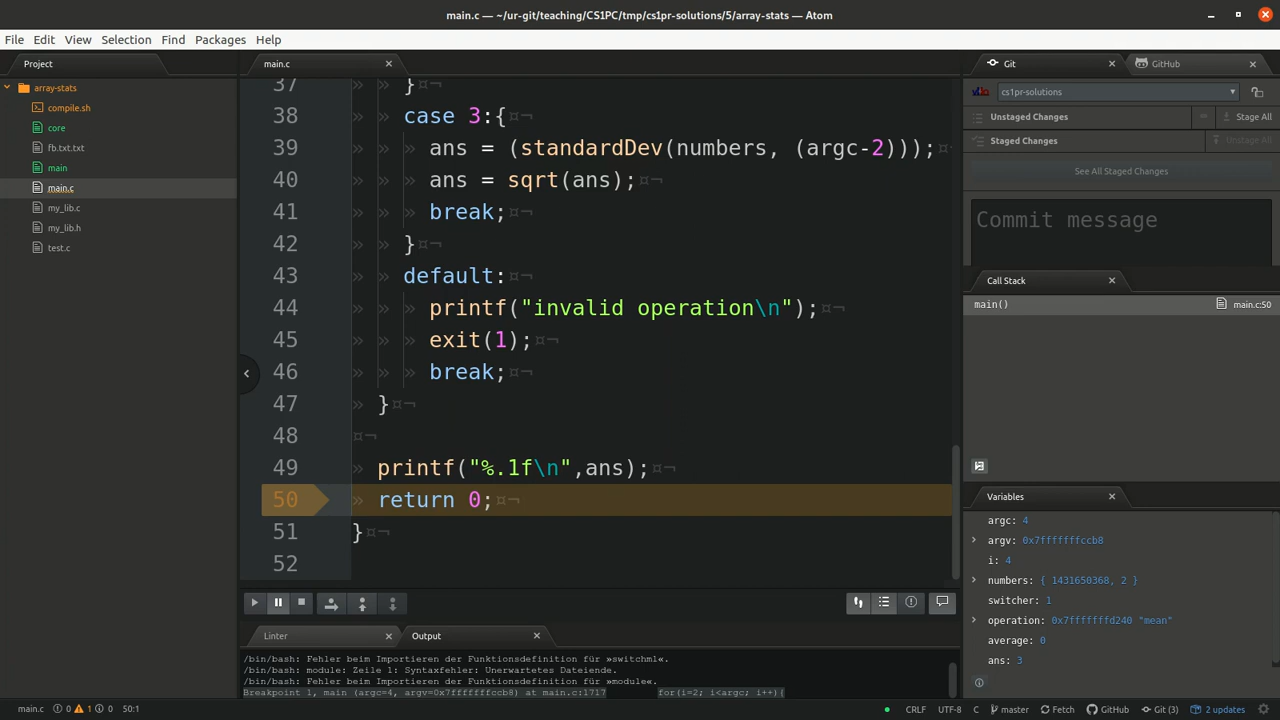 main.c — ~/ur-git/teaching/CS1PC/tmp/cs1pr-solutions/5/array-stats — Atom
File Edit View Selection Find Packages Help
Project
array-stats
compile.sh
core
fb.txt.txt
main
main.c
my_lib.c
my_lib.h
test.c
main.c
37 }
38 case 3:{
39 ans = (standardDev(numbers, (argc-2)));
40 ans = sqrt(ans);
41 break;
42 }
43 default:
44 printf("invalid operation\n");
45 exit(1);
46 break;
47 }
48
49 printf("%.1f\n",ans);
50 return 0;
51 }
52
Linter Output
/bin/bash: Fehler beim Importieren der Funktionsdefinition für »switchml«.
/bin/bash: module: Zeile 1: Syntaxfehler: Unerwartetes Dateiende.
/bin/bash: Fehler beim Importieren der Funktionsdefinition für »module«.
Breakpoint 1, main (argc=4, argv=0x7fffffffccb8) at main.c:1717 for(i=2; i<argc; i++){
Git GitHub
cs1pr-solutions
Unstaged Changes Stage All
Staged Changes Unstage All
See All Staged Changes
Commit message
Call Stack
main() main.c:50
Variables
argc: 4
argv: 0x7fffffffccb8
i: 4
numbers: { 1431650368, 2 }
switcher: 1
operation: 0x7fffffffd240 "mean"
average: 0
ans: 3
main.c 0 1 0 50:1 CRLF UTF-8 C master Fetch GitHub Git (3) 2 updates